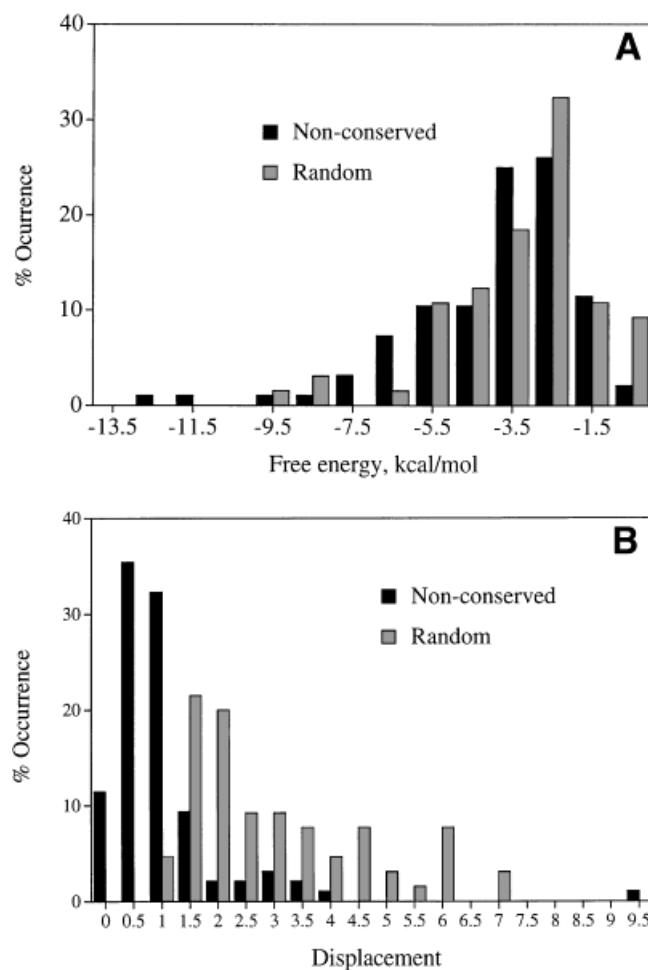 A
40
30
20
10
0
% Ocurrence
Non-conserved
Random
-13.5 -11.5 -9.5 -7.5 -5.5 -3.5 -1.5
Free energy, kcal/mol
B
40
30
20
10
0
% Occurrence
Non-conserved
Random
0 0.5 1 1.5 2 2.5 3 3.5 4 4.5 5 5.5 6 6.5 7 7.5 8 8.5 9 9.5
Displacement